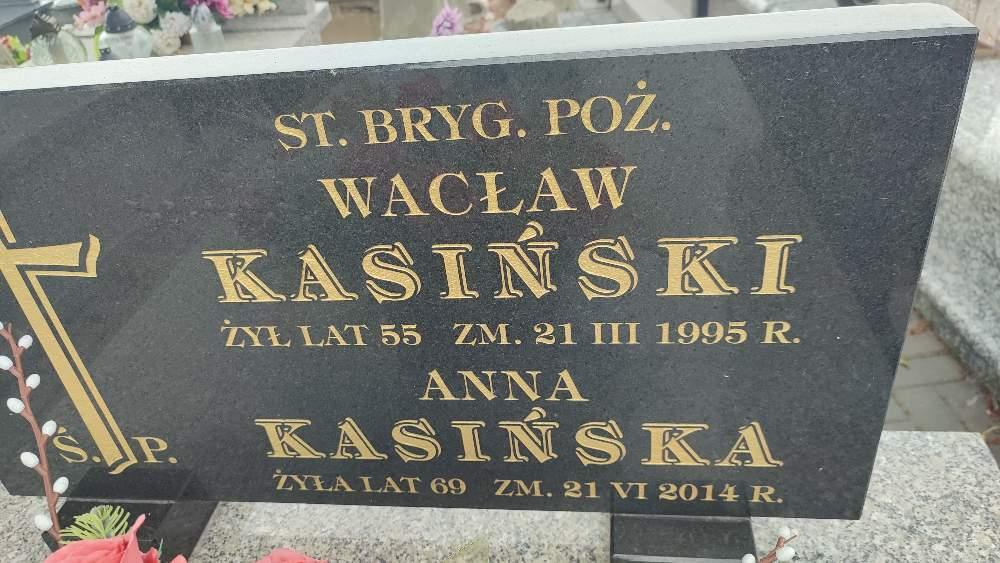 ST. BRYG. POŻ.
WACŁAW
KASIŃSKI
ŻYŁ LAT 55 ZM. 21 III 1995 R.
ANNA
KASIŃSKA
Ś. P.
ŻYŁA LAT 69 ZM. 21 VI 2014 R.